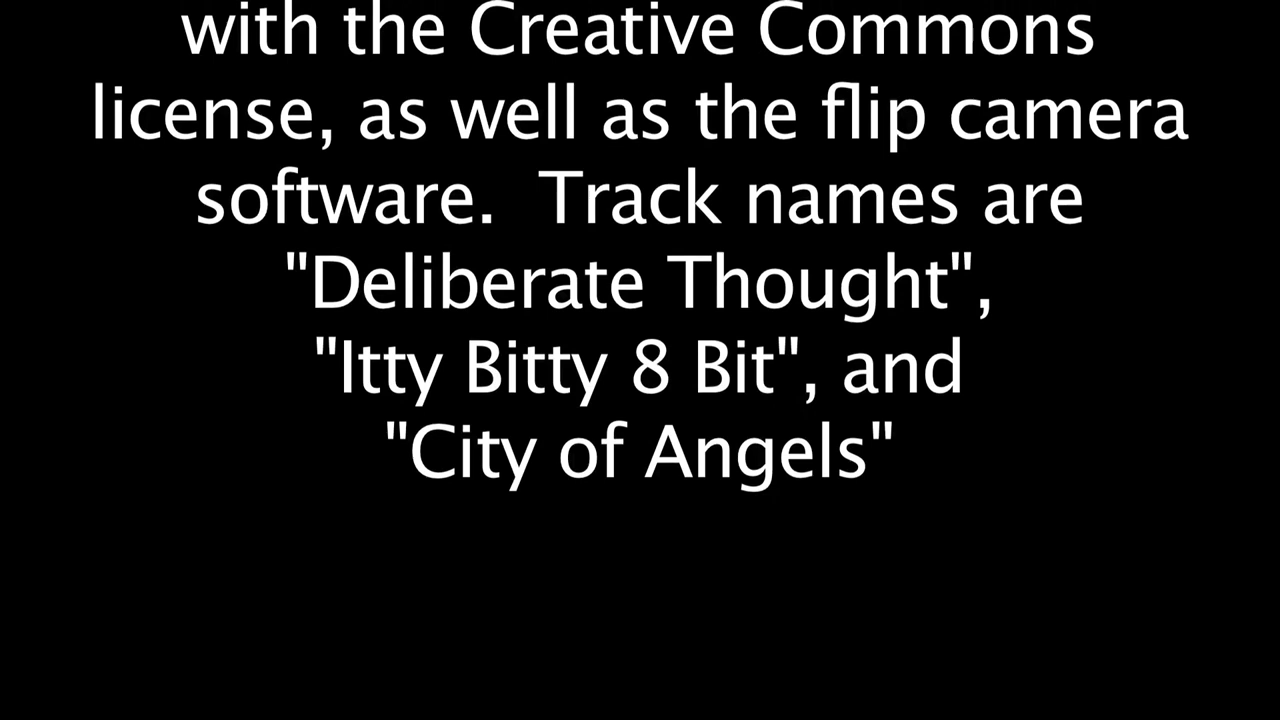 with the Creative Commons
license, as well as the flip camera
software.  Track names are
"Deliberate Thought",
"Itty Bitty 8 Bit", and
"City of Angels"